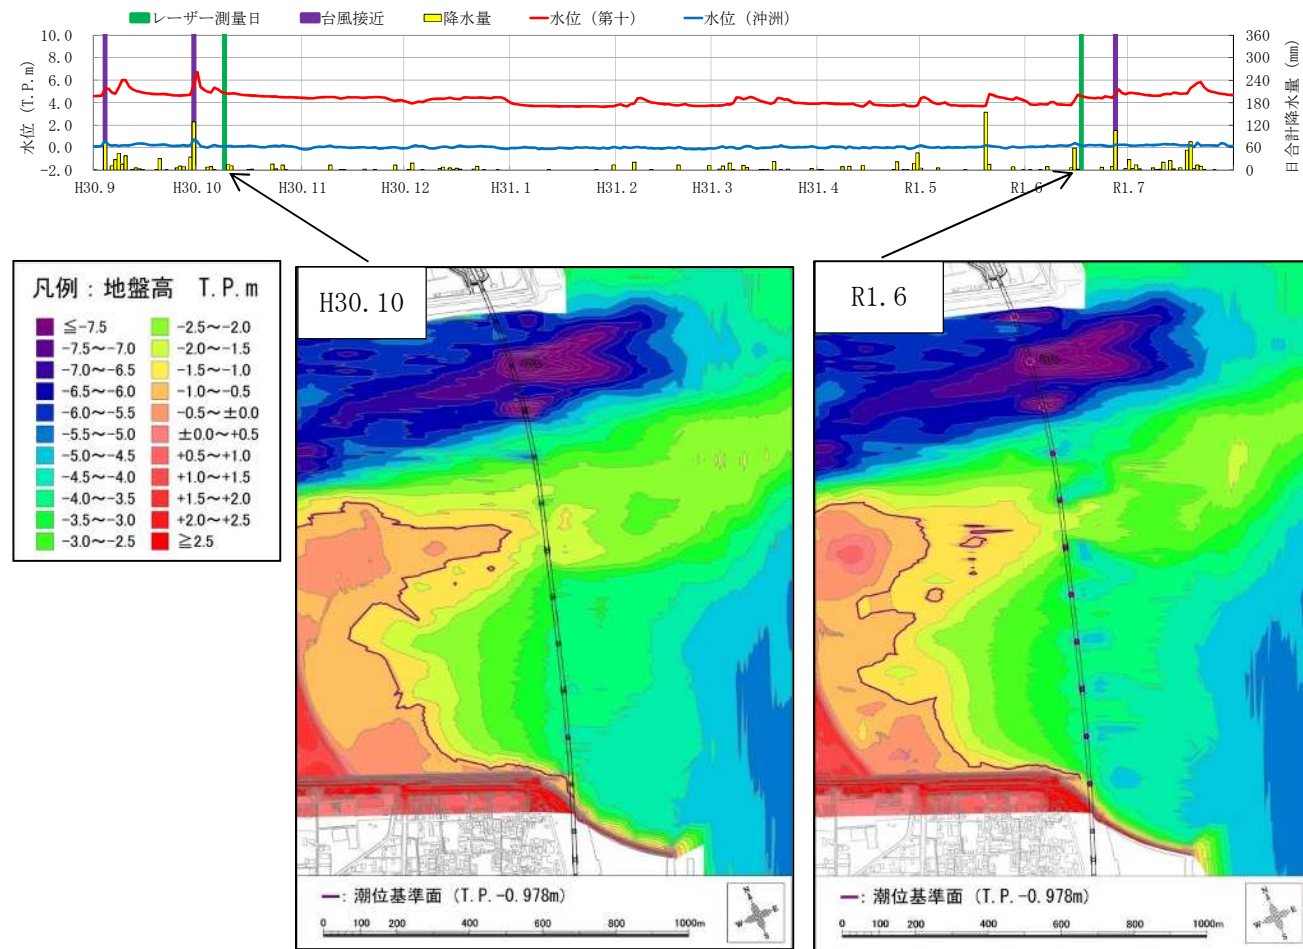 レーザー測量日 台風接近 降水量 水位（第十） 水位（沖洲）
水位（T.P.m）
10.0
8.0
6.0
4.0
2.0
0.0
-2.0
360
300
240
180
120
60
0
日合計降水量（mm）
H30.9 H30.10 H30.11 H30.12 H31.1 H31.2 H31.3 H31.4 R1.5 R1.6 R1.7
凡例：地盤高 T.P.m
≦-7.5
-7.5～-7.0
-7.0～-6.5
-6.5～-6.0
-6.0～-5.5
-5.5～-5.0
-5.0～-4.5
-4.5～-4.0
-4.0～-3.5
-3.5～-3.0
-3.0～-2.5
-2.5～-2.0
-2.0～-1.5
-1.5～-1.0
-1.0～-0.5
-0.5～±0.0
±0.0～+0.5
+0.5～+1.0
+1.0～+1.5
+1.5～+2.0
+2.0～+2.5
≧2.5
H30.10
━：潮位基準面（T.P.-0.978m）
0 100 200 400 600 800 1000m
N
E
W
S
R1.6
━：潮位基準面（T.P.-0.978m）
0 100 200 400 600 800 1000m
N
E
W
S